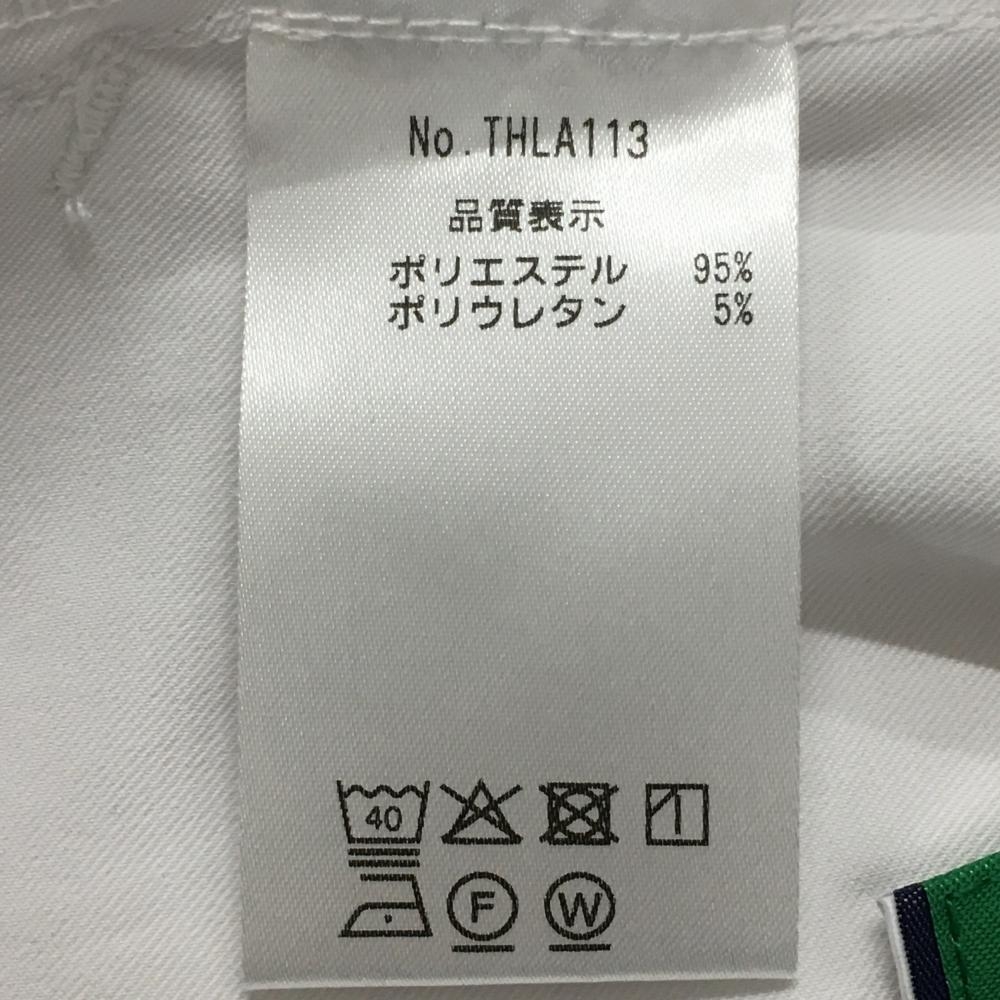 No.THLA113
品質表示
ポリエステル 95%
ポリウレタン 5%
40
F W